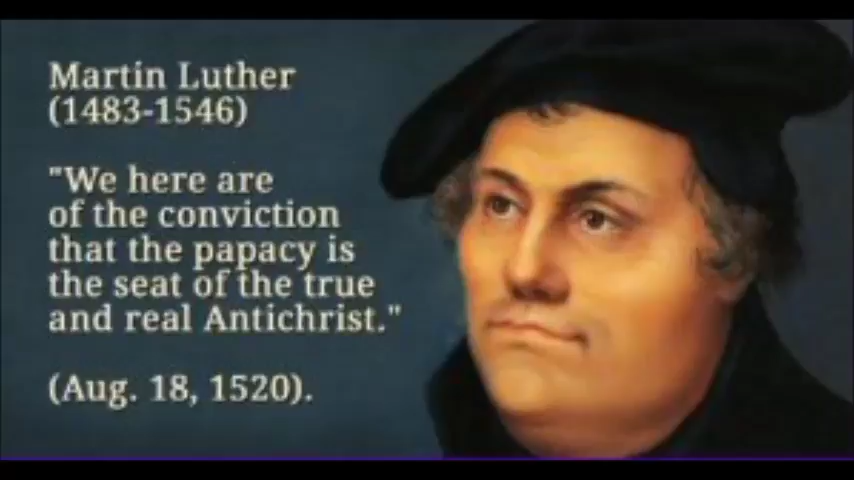 Martin Luther
(1483-1546)
"We here are
of the conviction
that the papacy is
the seat of the true
and real Antichrist."
(Aug. 18, 1520).